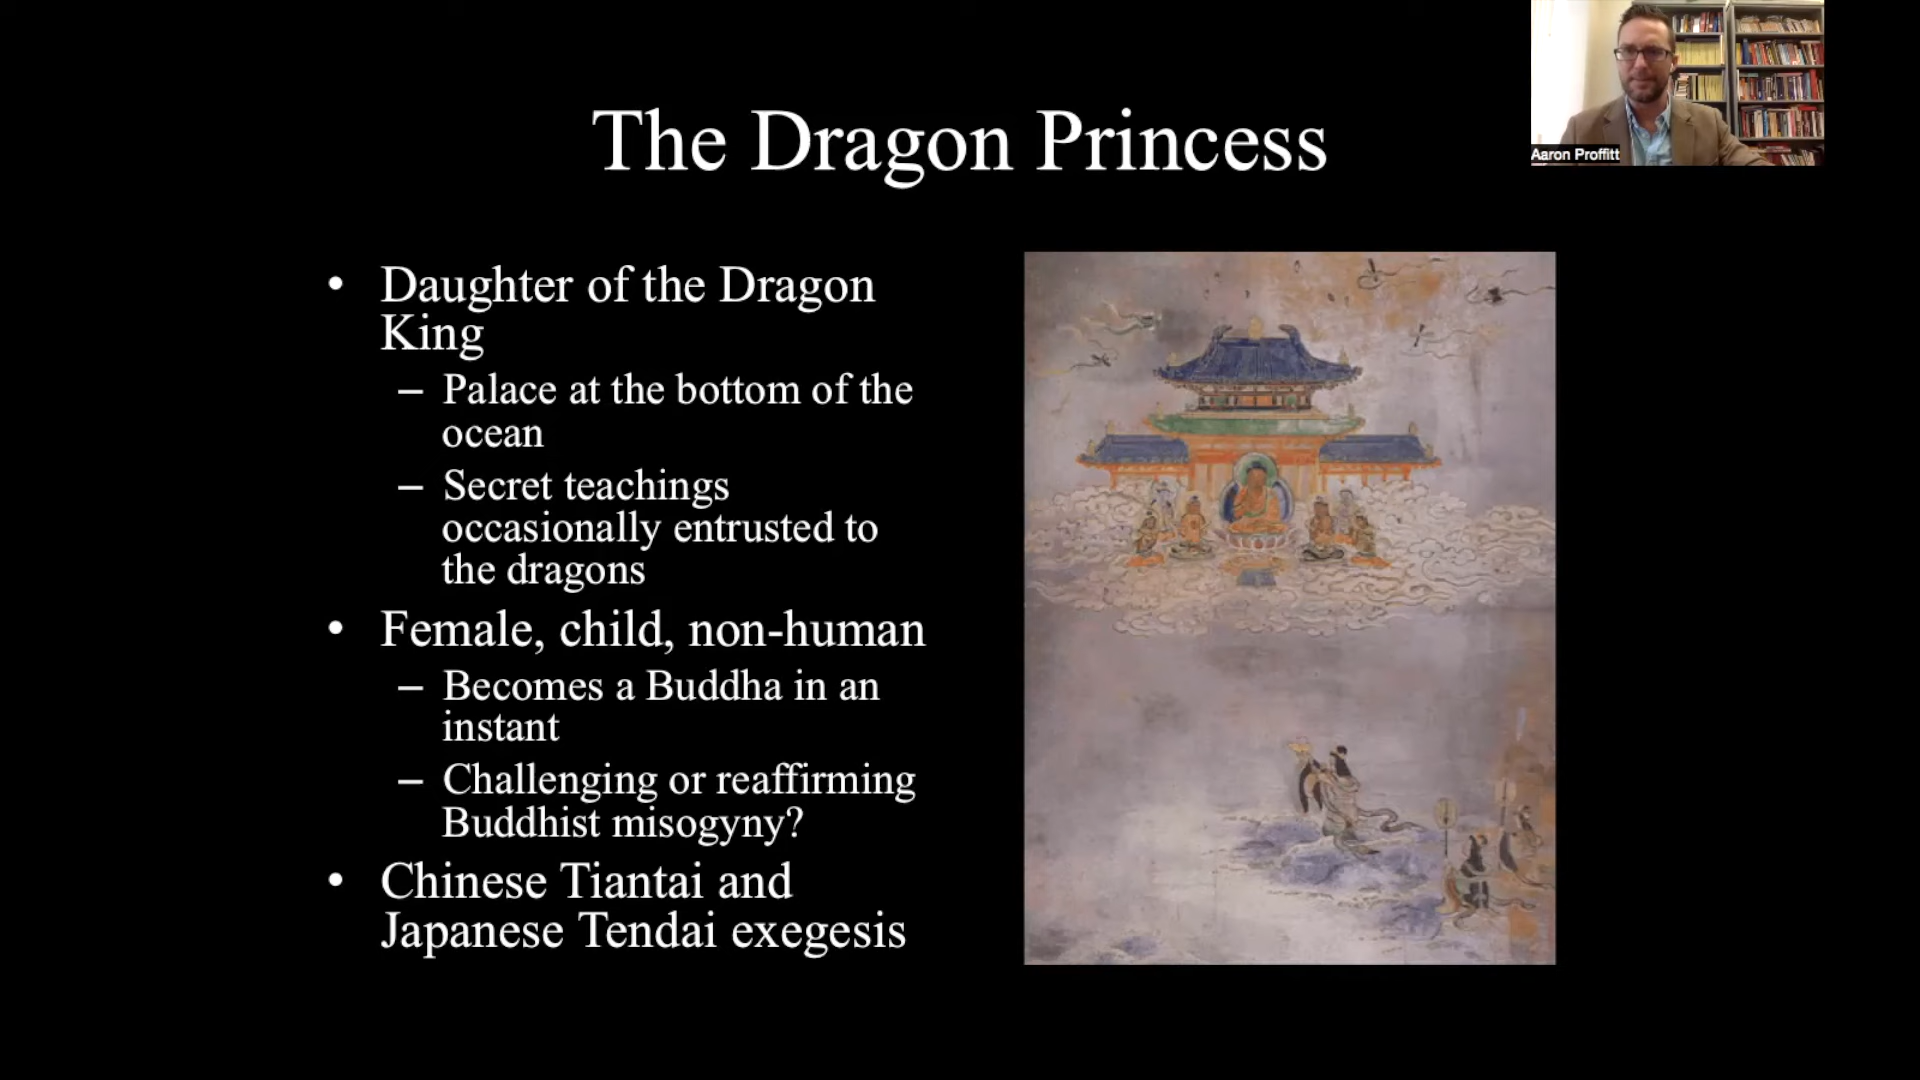 Aaron Proffitt
The Dragon Princess
• Daughter of the Dragon
King
– Palace at the bottom of the
ocean
– Secret teachings
occasionally entrusted to
the dragons
• Female, child, non-human
– Becomes a Buddha in an
instant
– Challenging or reaffirming
Buddhist misogyny?
• Chinese Tiantai and
Japanese Tendai exegesis